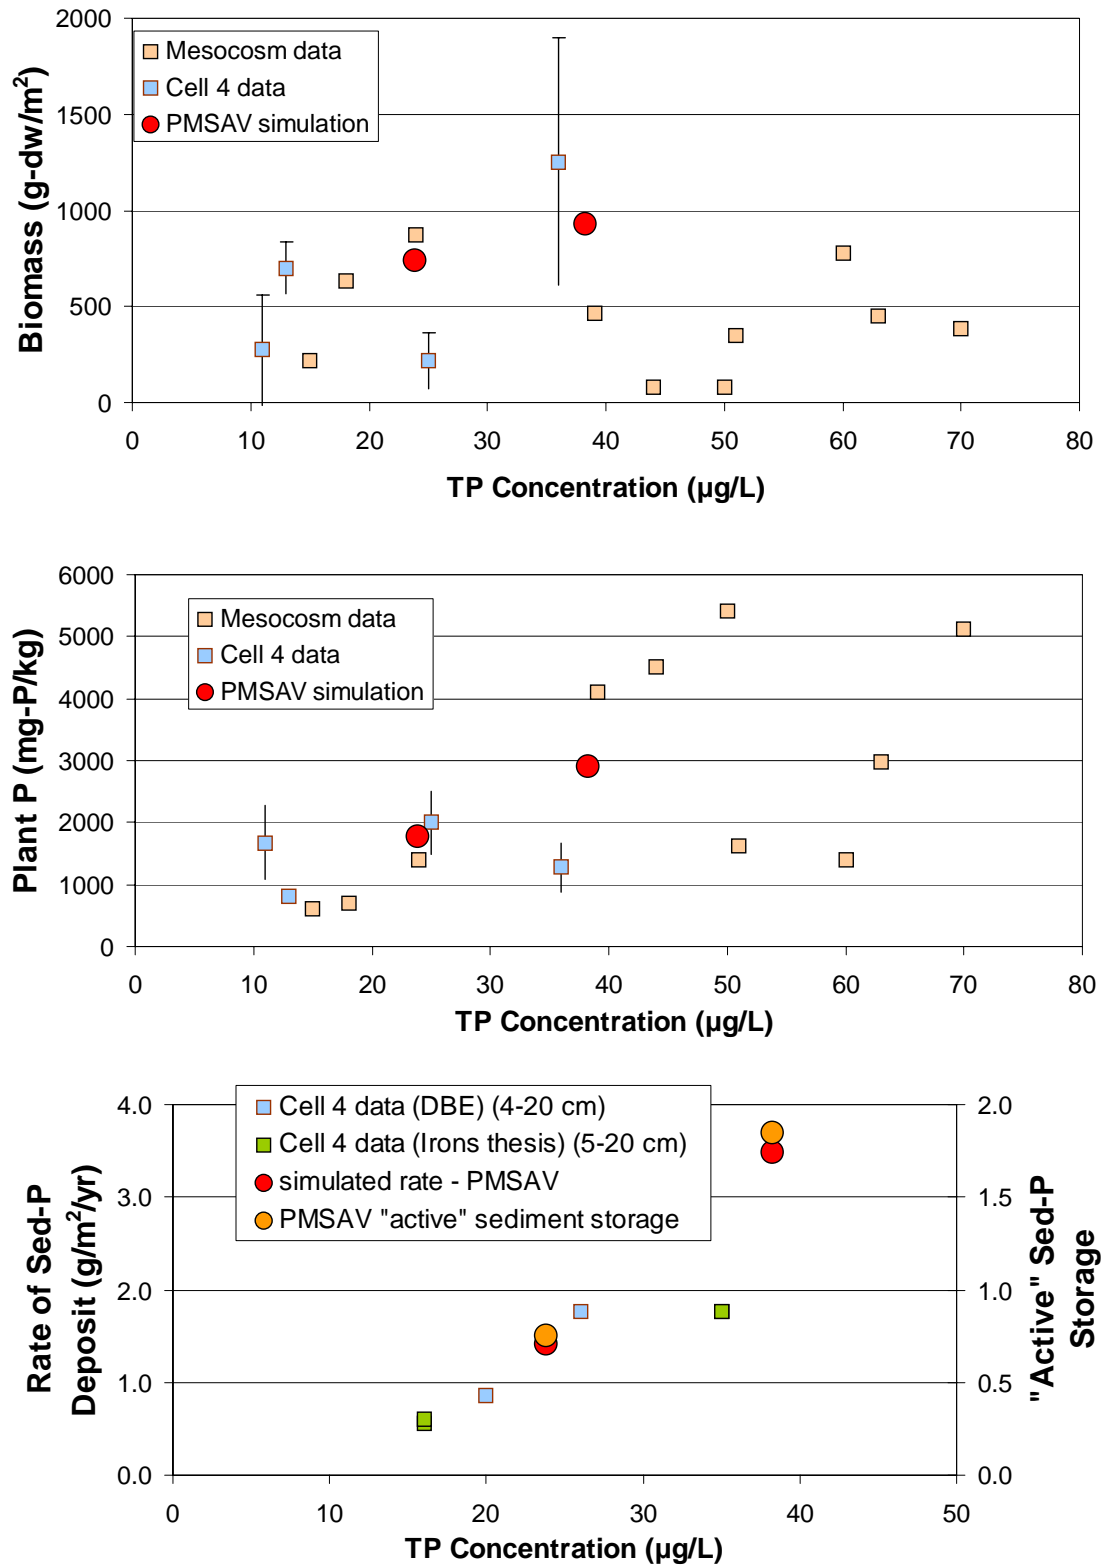 2000
1500
1000
500
0
Biomass (g-dw/m²)
Mesocosm data
Cell 4 data
PMSAV simulation
0 10 20 30 40 50 60 70 80
TP Concentration (µg/L)
6000
5000
4000
3000
2000
1000
0
Plant P (mg-P/kg)
Mesocosm data
Cell 4 data
PMSAV simulation
0 10 20 30 40 50 60 70 80
TP Concentration (µg/L)
4.0
3.0
2.0
1.0
0.0
Rate of Sed-P
Deposit (g/m²/yr)
Cell 4 data (DBE) (4-20 cm)
Cell 4 data (Irons thesis) (5-20 cm)
simulated rate - PMSAV
PMSAV "active" sediment storage
2.0
1.5
1.0
0.5
0.0
"Active" Sed-P
Storage
0 10 20 30 40 50
TP Concentration (µg/L)